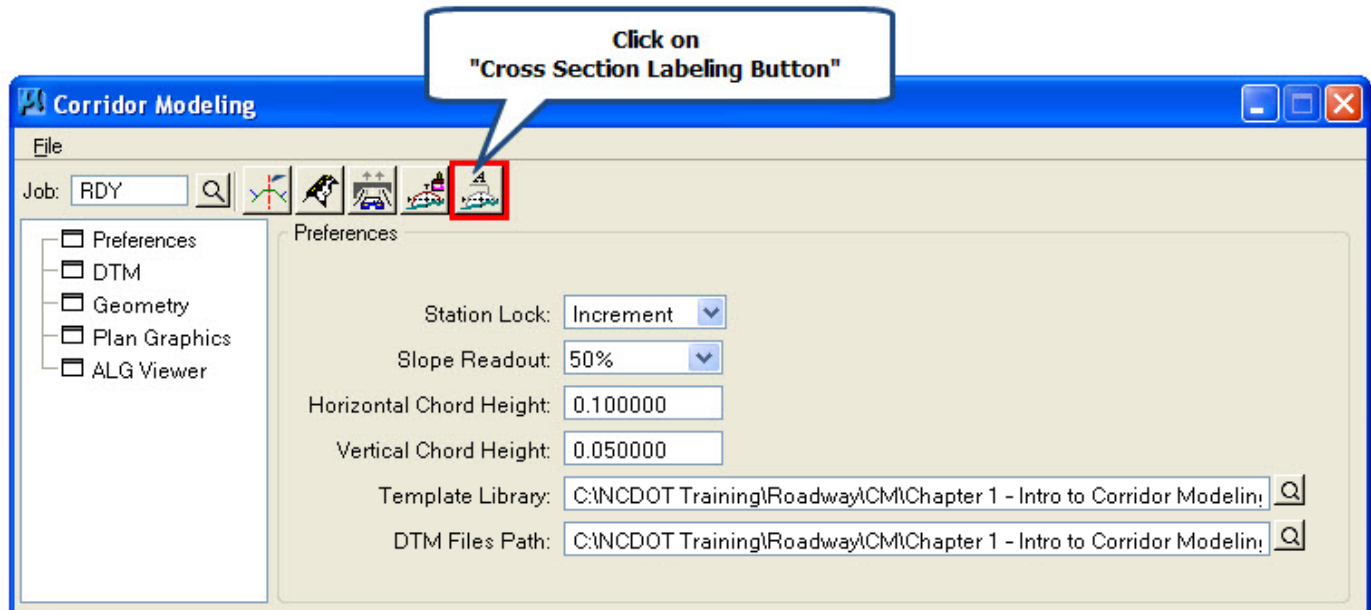 Click on
"Cross Section Labeling Button"
Corridor Modeling
File
Job: RDY
A
Preferences
DTM
Geometry
Plan Graphics
ALG Viewer
Preferences
Station Lock: Increment
Slope Readout: 50%
Horizontal Chord Height: 0.100000
Vertical Chord Height: 0.050000
Template Library: C:\NCDOT Training\Roadway\CM\Chapter 1 - Intro to Corridor Modeling
DTM Files Path: C:\NCDOT Training\Roadway\CM\Chapter 1 - Intro to Corridor Modeling